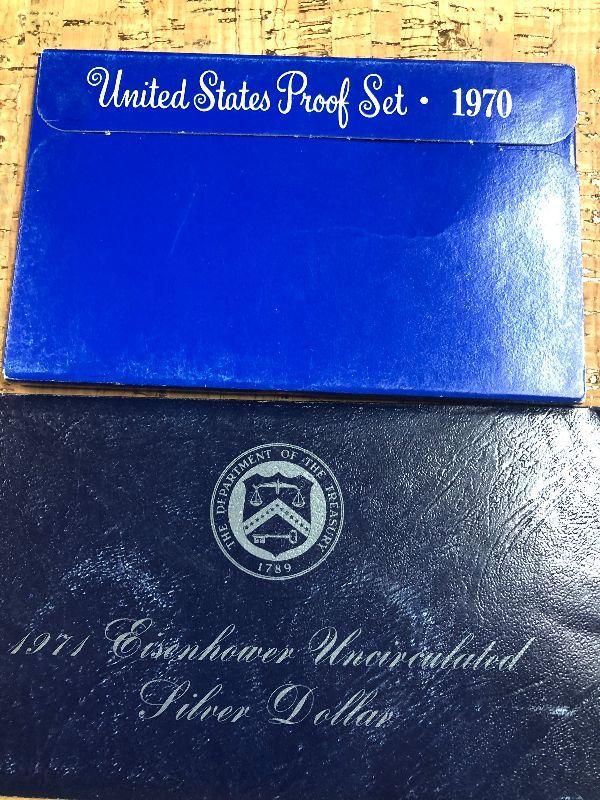 United States Proof Set • 1970
THE DEPARTMENT OF THE TREASURY
1789
1971 Eisenhower Uncirculated
Silver Dollar